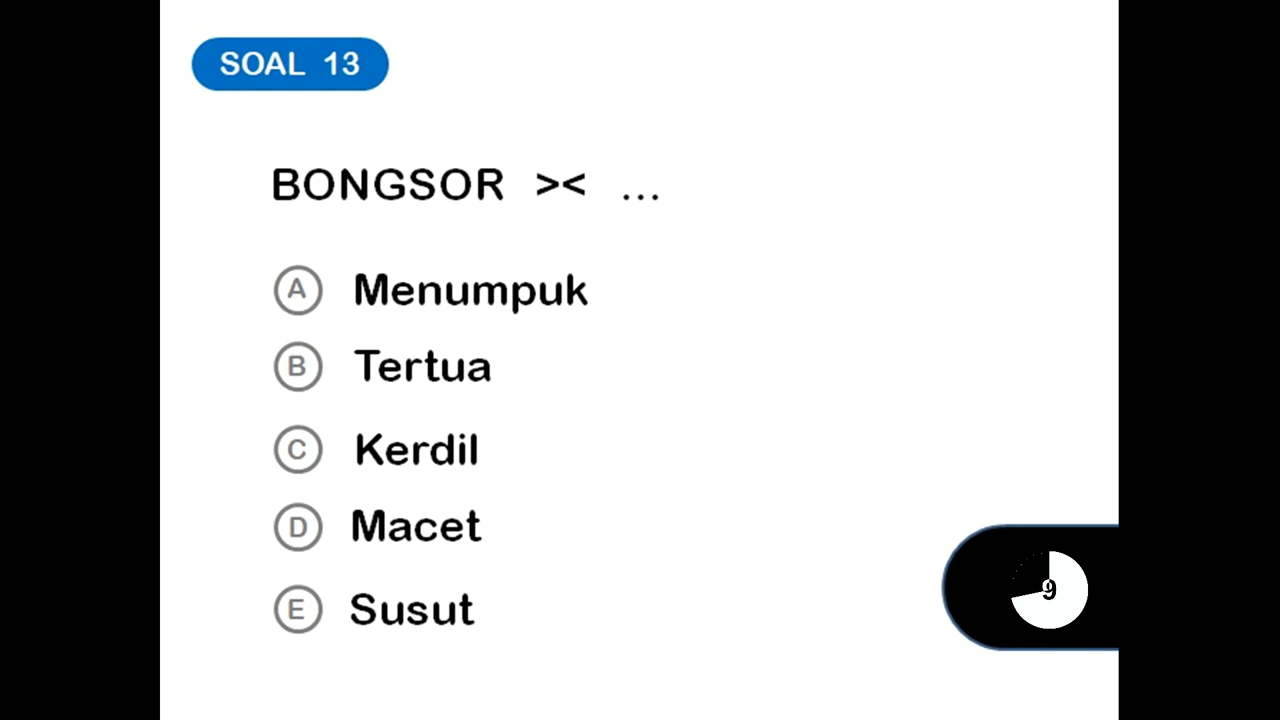 SOAL 13
BONGSOR >< ...
A Menumpuk
B Tertua
C Kerdil
D Macet
E Susut
9